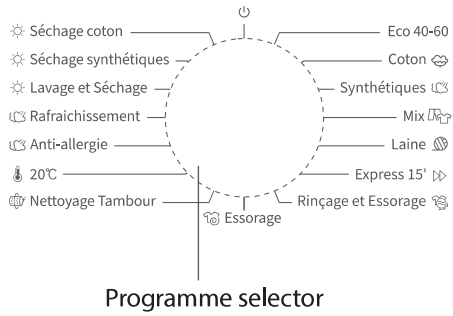 Séchage coton
Eco 40-60
Séchage synthétiques
Coton
Lavage et Séchage
Synthétiques
Rafraichissement
Mix
Anti-allergie
Laine
20℃
Express 15'
Nettoyage Tambour
Rinçage et Essorage
Essorage
Programme selector